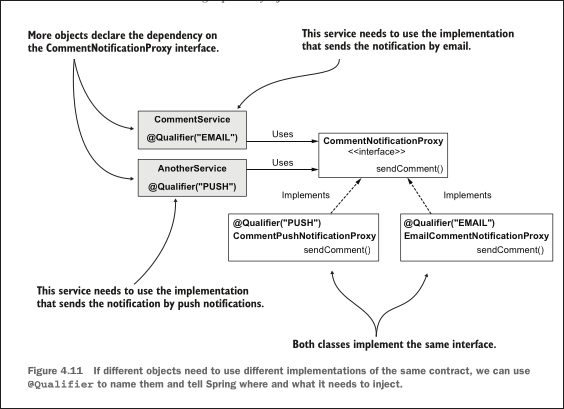 More objects declare the dependency on
the CommentNotificationProxy interface.
This service needs to use the implementation
that sends the notification by email.
CommentService
@Qualifier("EMAIL")
Uses
AnotherService
@Qualifier("PUSH")
Uses
CommentNotificationProxy
<<interface>>
sendComment()
Implements
Implements
@Qualifier("PUSH")
CommentPushNotificationProxy
sendComment()
@Qualifier("EMAIL")
EmailCommentNotificationProxy
sendComment()
This service needs to use the implementation
that sends the notification by push notifications.
Both classes implement the same interface.
Figure 4.11 If different objects need to use different implementations of the same contract, we can use
@Qualifier to name them and tell Spring where and what it needs to inject.